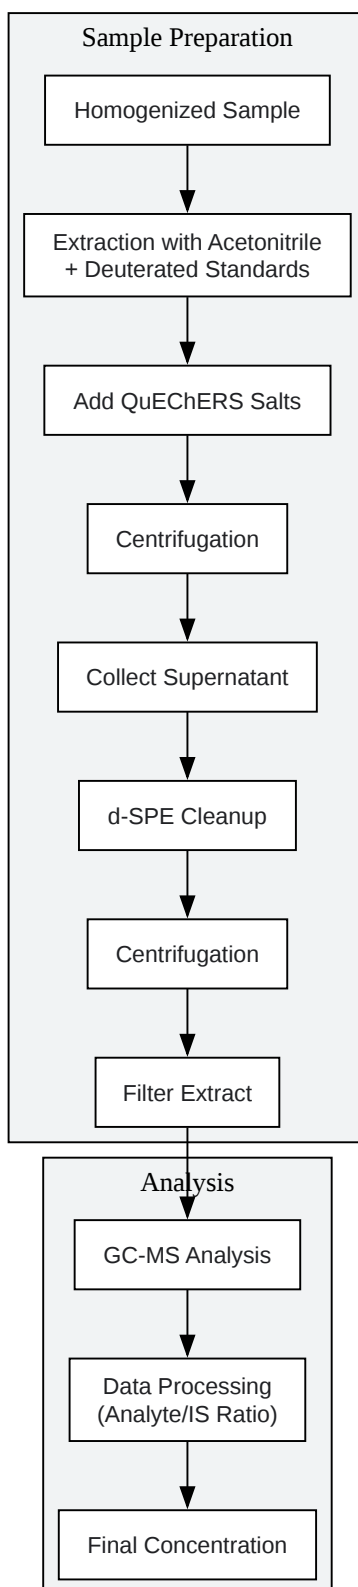 Sample Preparation
Homogenized Sample
Extraction with Acetonitrile
+ Deuterated Standards
Add QuEChERS Salts
Centrifugation
Collect Supernatant
d-SPE Cleanup
Centrifugation
Filter Extract
Analysis
GC-MS Analysis
Data Processing
(Analyte/IS Ratio)
Final Concentration